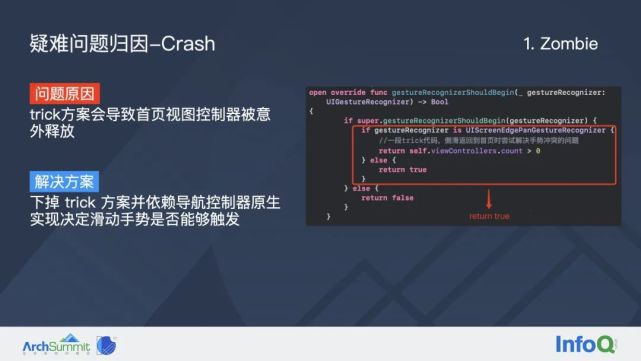 疑难问题归因-Crash
1. Zombie
问题原因
trick方案会导致首页视图控制器被意
外释放
解决方案
下掉 trick 方案并依赖导航控制器原生
实现决定滑动手势是否能够触发
open override func gestureRecognizerShouldBegin(_ gestureRecognizer:
UIGestureRecognizer) -> Bool
{
if super.gestureRecognizerShouldBegin(gestureRecognizer) {
if gestureRecognizer is UIScreenEdgePanGestureRecognizer {
//一段trick代码，侧滑返回到首页时尝试解决手势冲突的问题
return self.viewControllers.count > 0
} else {
return true
}
} else {
return false
}
}
return true
ArchSummit
InfoQ